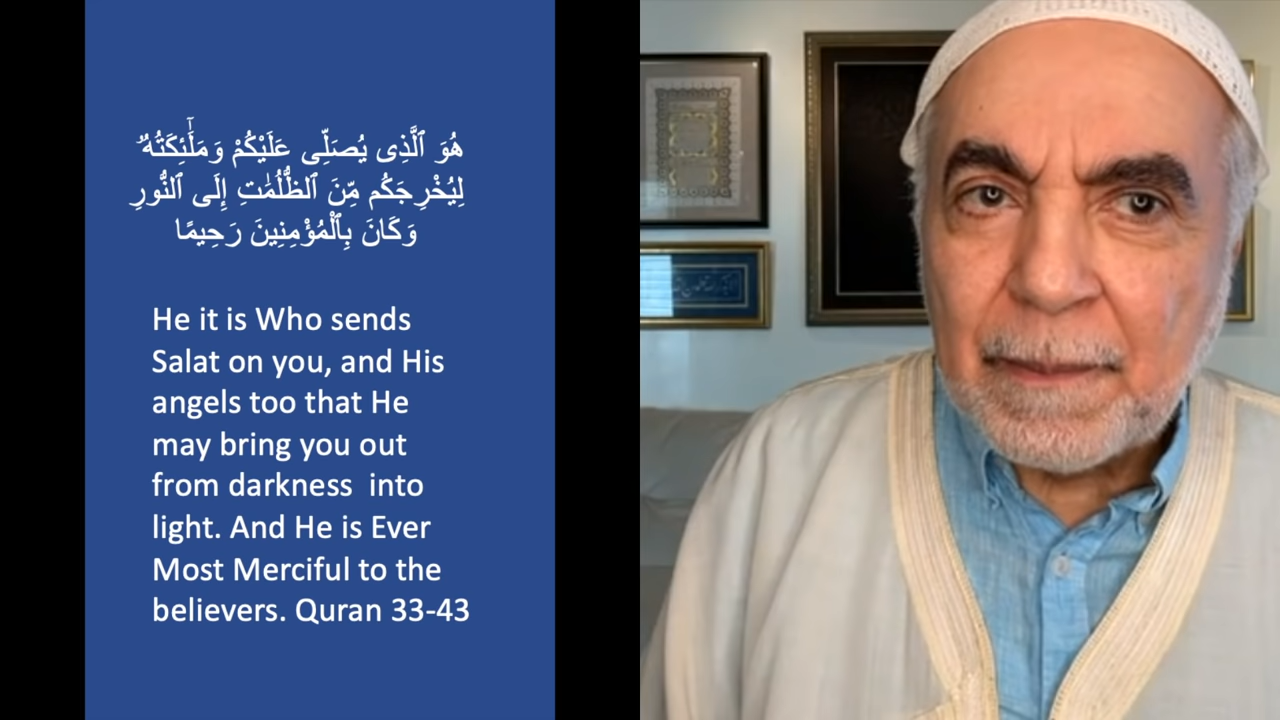 هُوَ ٱلَّذِى يُصَلِّى عَلَيْكُمْ وَمَلَٰٓئِكَتُهُۥ
لِيُخْرِجَكُم مِّنَ ٱلظُّلُمَٰتِ إِلَى ٱلنُّورِ
وَكَانَ بِٱلْمُؤْمِنِينَ رَحِيمًا
He it is Who sends
Salat on you, and His
angels too that He
may bring you out
from darkness  into
light. And He is Ever
Most Merciful to the
believers. Quran 33-43